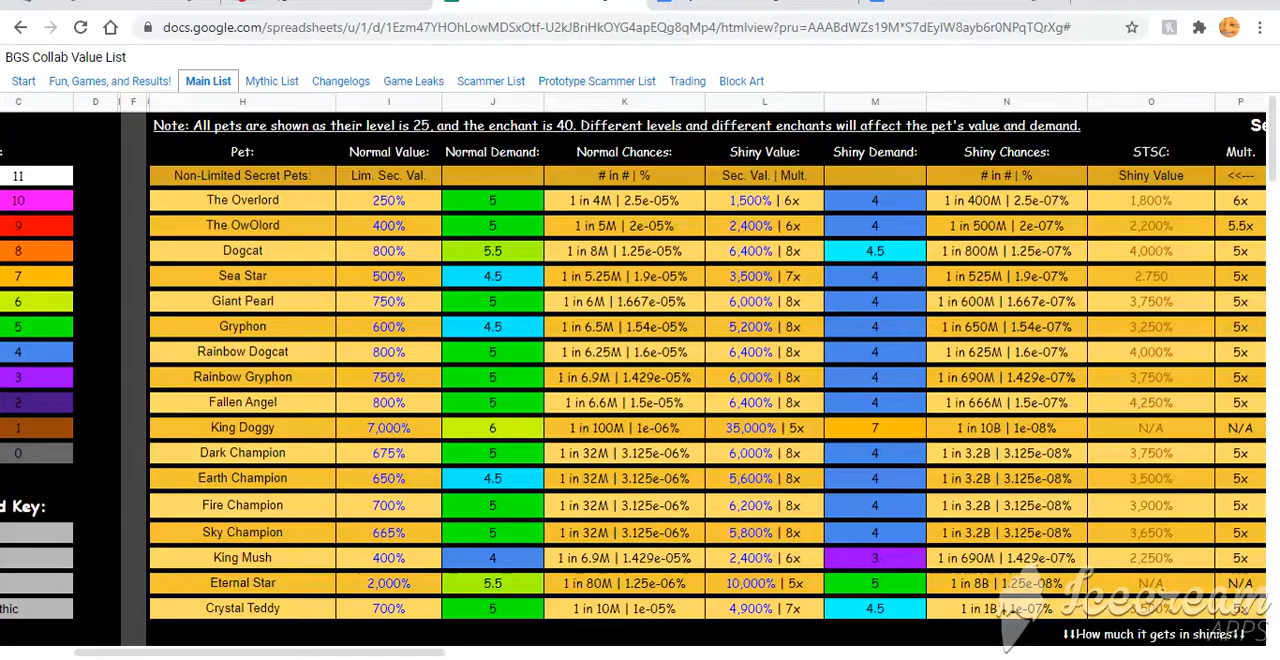 docs.google.com/spreadsheets/u/1/d/1Ezm47YHOhLowMDSxOtf-U2kJBriHkOYG4apEQg8qMp4/htmlview?pru=AAABdWZs19M*S7dEyIW8ayb6r0NPqTQrXg#
BGS Collab Value List
Start Fun, Games, and Results! Main List Mythic List Changelogs Game Leaks Scammer List Prototype Scammer List Trading Block Art
C D F H I J K L M N O P
Note: All pets are shown as their level is 25, and the enchant is 40. Different levels and different enchants will affect the pet's value and demand.
Pet: Normal Value: Normal Demand: Normal Chances: Shiny Value: Shiny Demand: Shiny Chances: STSC: Mult.
11 Non-Limited Secret Pets: Lim. Sec. Val. # in # | % Sec. Val. | Mult. # in # | % Shiny Value <<---
10 The Overlord 250% 5 1 in 4M | 2.5e-05% 1,500% | 6x 4 1 in 400M | 2.5e-07% 1,800% 6x
9 The OwOlord 400% 5 1 in 5M | 2e-05% 2,400% | 6x 4 1 in 500M | 2e-07% 2,200% 5.5x
8 Dogcat 800% 5.5 1 in 8M | 1.25e-05% 6,400% | 8x 4.5 1 in 800M | 1.25e-07% 4,000% 5x
7 Sea Star 500% 4.5 1 in 5.25M | 1.9e-05% 3,500% | 7x 4 1 in 525M | 1.9e-07% 2.750 5x
6 Giant Pearl 750% 5 1 in 6M | 1.667e-05% 6,000% | 8x 4 1 in 600M | 1.667e-07% 3,750% 5x
5 Gryphon 600% 4.5 1 in 6.5M | 1.54e-05% 5,200% | 8x 4 1 in 650M | 1.54e-07% 3,250% 5x
4 Rainbow Dogcat 800% 5 1 in 6.25M | 1.6e-05% 6,400% | 8x 4 1 in 625M | 1.6e-07% 4,000% 5x
3 Rainbow Gryphon 750% 5 1 in 6.9M | 1.429e-05% 6,000% | 8x 4 1 in 690M | 1.429e-07% 3,750% 5x
2 Fallen Angel 800% 5 1 in 6.6M | 1.5e-05% 6,400% | 8x 4 1 in 666M | 1.5e-07% 4,250% 5x
1 King Doggy 7,000% 6 1 in 100M | 1e-06% 35,000% | 5x 7 1 in 10B | 1e-08% N/A N/A
0 Dark Champion 675% 5 1 in 32M | 3.125e-06% 6,000% | 8x 4 1 in 3.2B | 3.125e-08% 3,750% 5x
Earth Champion 650% 4.5 1 in 32M | 3.125e-06% 5,600% | 8x 4 1 in 3.2B | 3.125e-08% 3,500% 5x
d Key: Fire Champion 700% 5 1 in 32M | 3.125e-06% 6,200% | 8x 4 1 in 3.2B | 3.125e-08% 3,900% 5x
Sky Champion 665% 5 1 in 32M | 3.125e-06% 5,800% | 8x 4 1 in 3.2B | 3.125e-08% 3,650% 5x
King Mush 400% 4 1 in 6.9M | 1.429e-05% 2,400% | 6x 3 1 in 690M | 1.429e-07% 2,250% 5x
Eternal Star 2,000% 5.5 1 in 80M | 1.25e-06% 10,000% | 5x 5 1 in 8B | 1.25e-08% N/A N/A
thic Crystal Teddy 700% 5 1 in 10M | 1e-05% 4,900% | 7x 4.5 1 in 1B | 1e-07% 3,500% 5x
Icecream
APPS
↓↓How much it gets in shinies↓↓